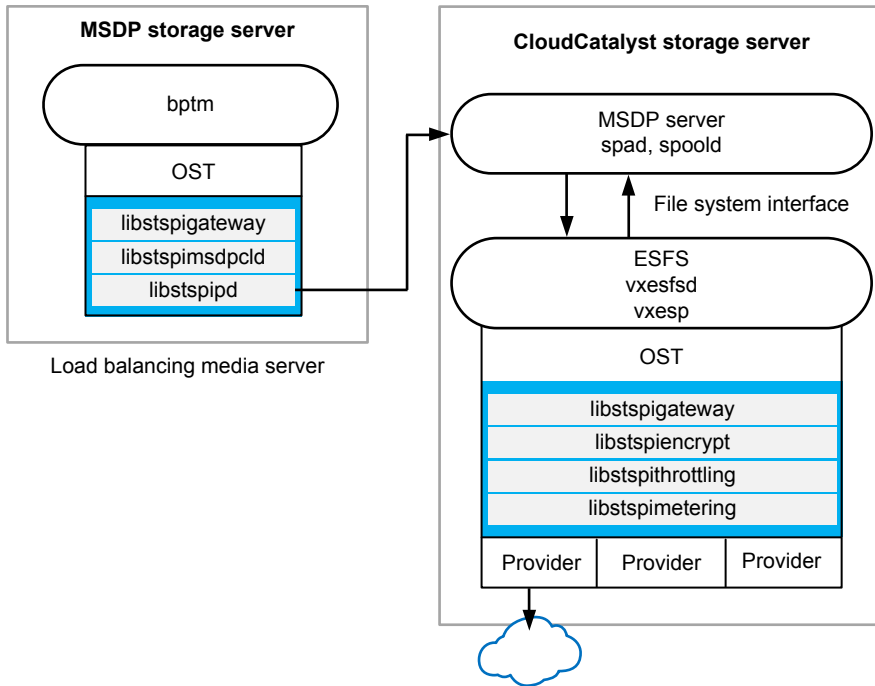 MSDP storage server
bptm
OST
libstspigateway
libstspimsdpcld
libstspipd
Load balancing media server
CloudCatalyst storage server
MSDP server
spad, spoold
File system interface
ESFS
vxesfsd
vxesp
OST
libstspigateway
libstspiencrypt
libstspithrottling
libstspimetering
Provider
Provider
Provider